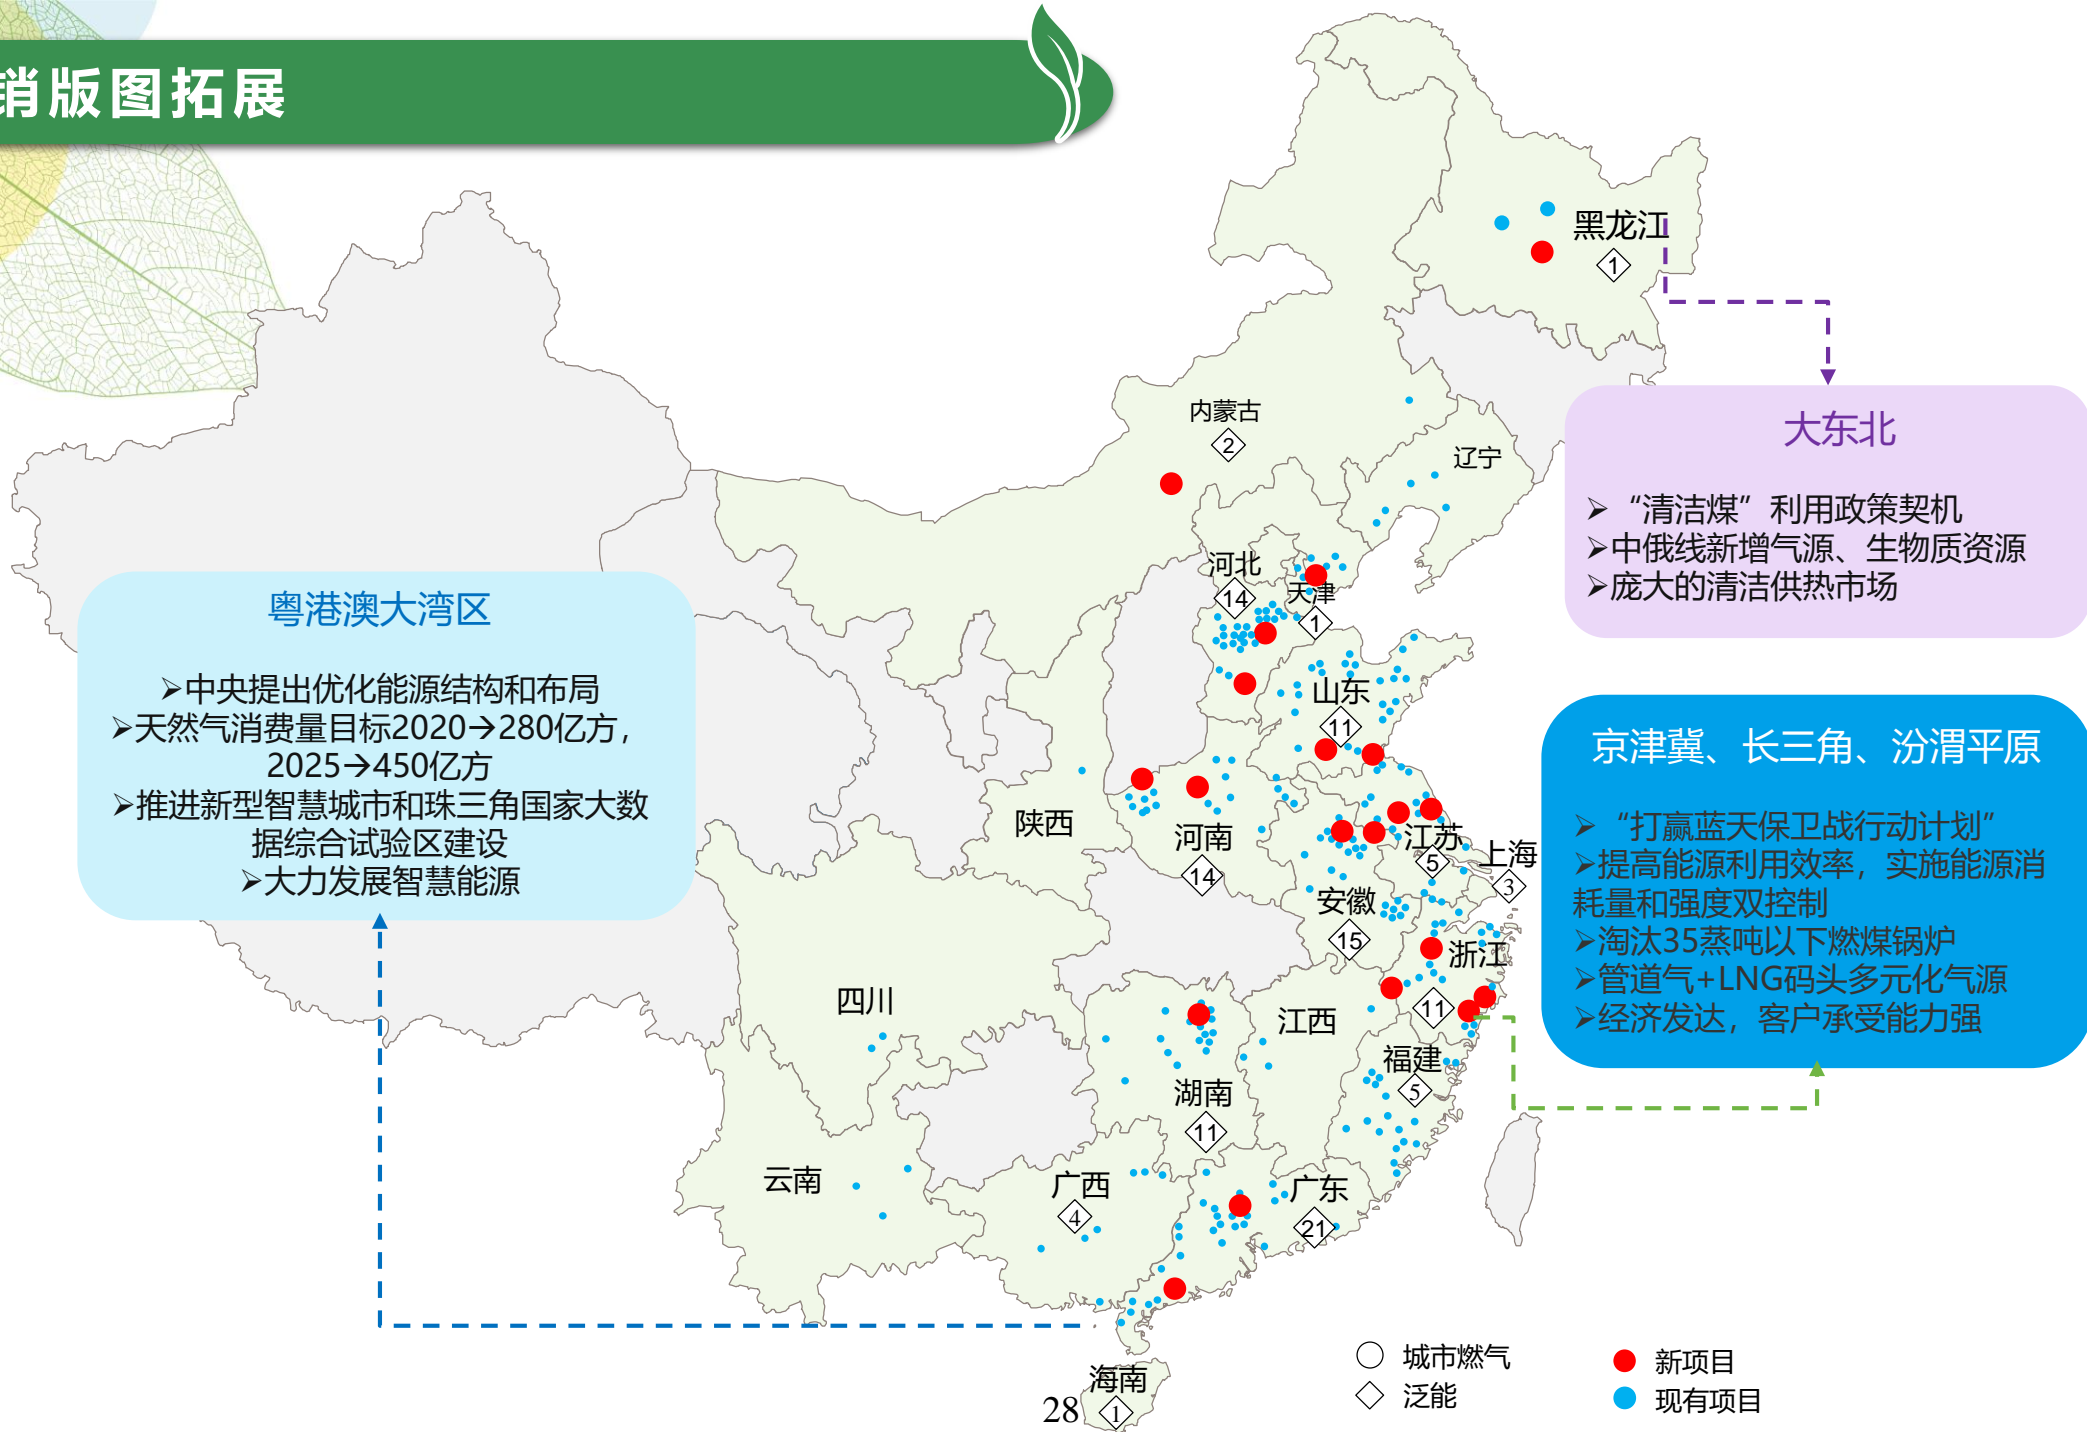 销版图拓展
黑龙江
1
内蒙古
2
辽宁
大东北
➢“清洁煤”利用政策契机
➢中俄线新增气源、生物质资源
➢庞大的清洁供热市场
河北
14
天津
1
粤港澳大湾区
➢中央提出优化能源结构和布局
➢天然气消费量目标2020→280亿方，
2025→450亿方
➢推进新型智慧城市和珠三角国家大数
据综合试验区建设
➢大力发展智慧能源
山东
11
京津冀、长三角、汾渭平原
➢“打赢蓝天保卫战行动计划”
➢提高能源利用效率，实施能源消
耗量和强度双控制
➢淘汰35蒸吨以下燃煤锅炉
➢管道气+LNG码头多元化气源
➢经济发达，客户承受能力强
陕西
河南
14
江苏
5
上海
3
安徽
15
浙江
11
四川
江西
福建
5
湖南
11
云南
广西
4
广东
21
海南
1
28
城市燃气
泛能
新项目
现有项目